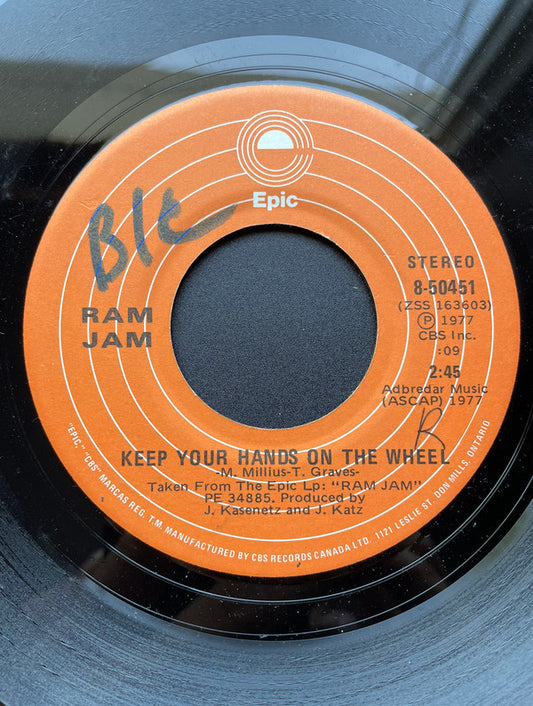 Epic
Blc
RAM
JAM
STEREO
8-50451
(ZSS 163603)
Ⓟ 1977
CBS Inc.
:09
2:45
Adbredar Music
(ASCAP) 1977
R
KEEP YOUR HANDS ON THE WHEEL
-M. Millius-T. Graves-
Taken From The Epic Lp: "RAM JAM"
PE 34885. Produced by
J. Kasenetz and J. Katz
"EPIC," "CBS" MARCAS REG. T.M. MANUFACTURED BY CBS RECORDS CANADA LTD. 1121 LESLIE ST. DON MILLS, ONTARIO